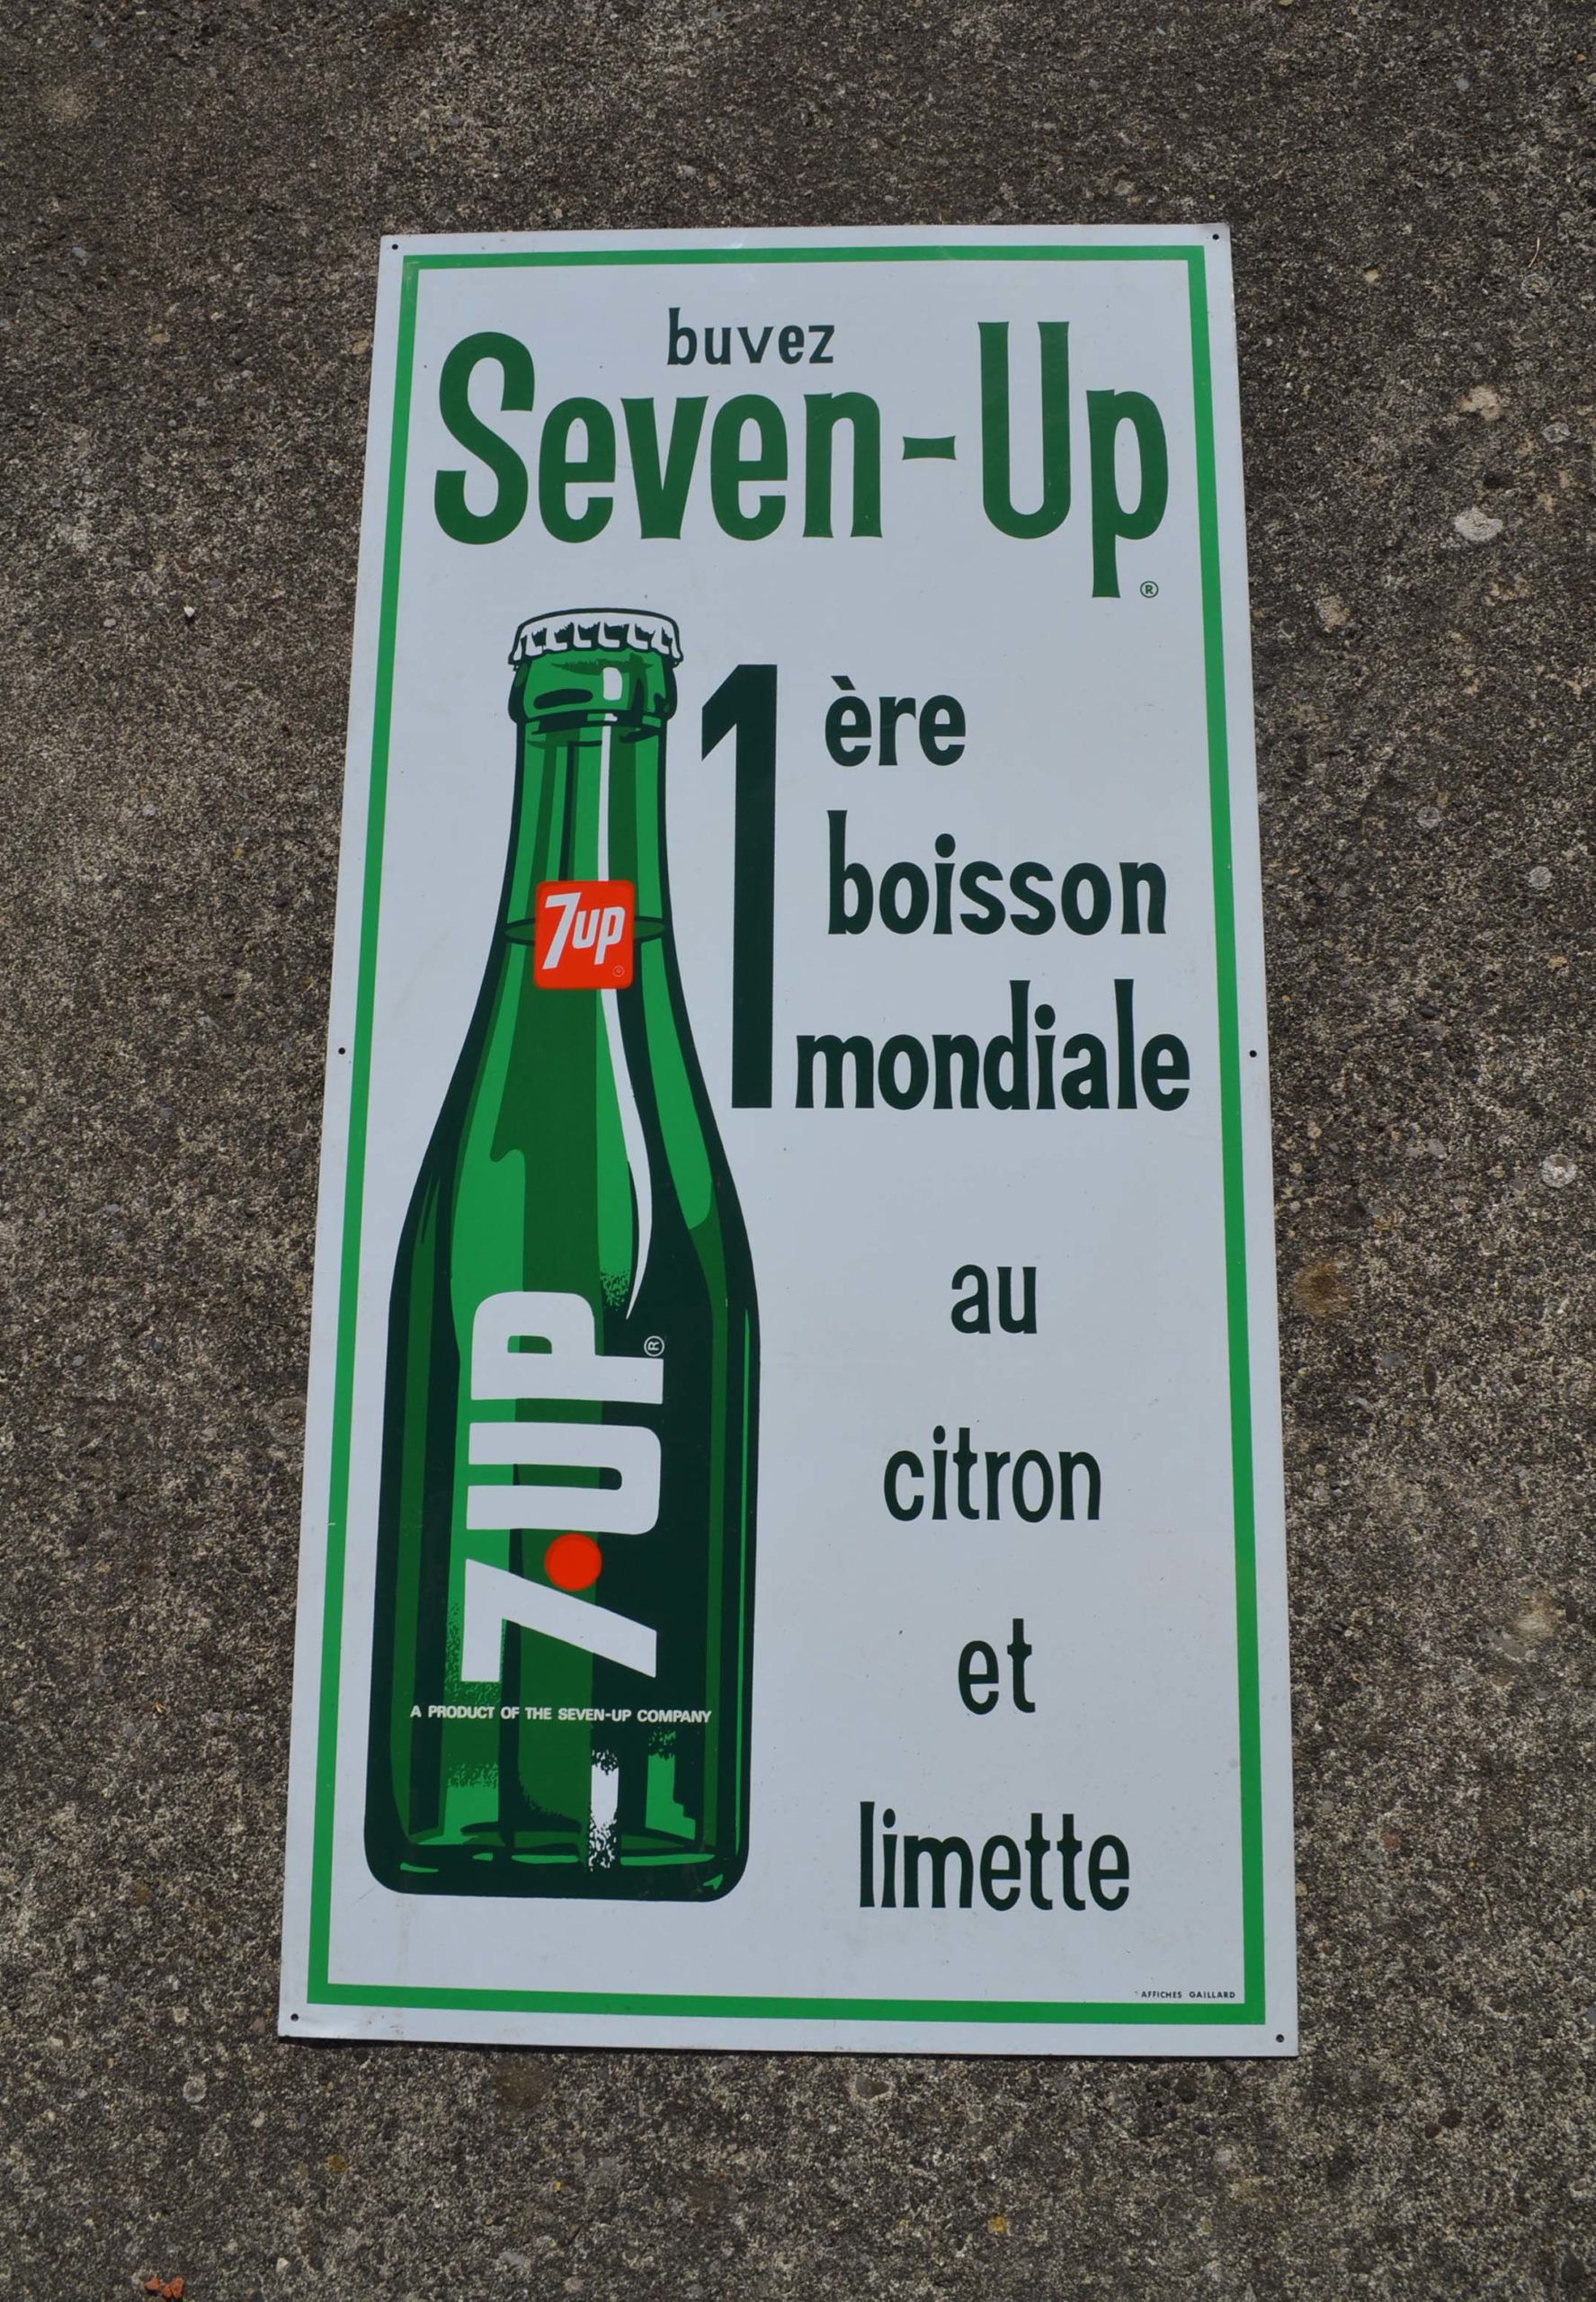 buvez
Seven-Up®
1ère
boisson
mondiale
7up
au
citron
et
limette
7UP®
A PRODUCT OF THE SEVEN-UP COMPANY
AFFICHES GAILLARD